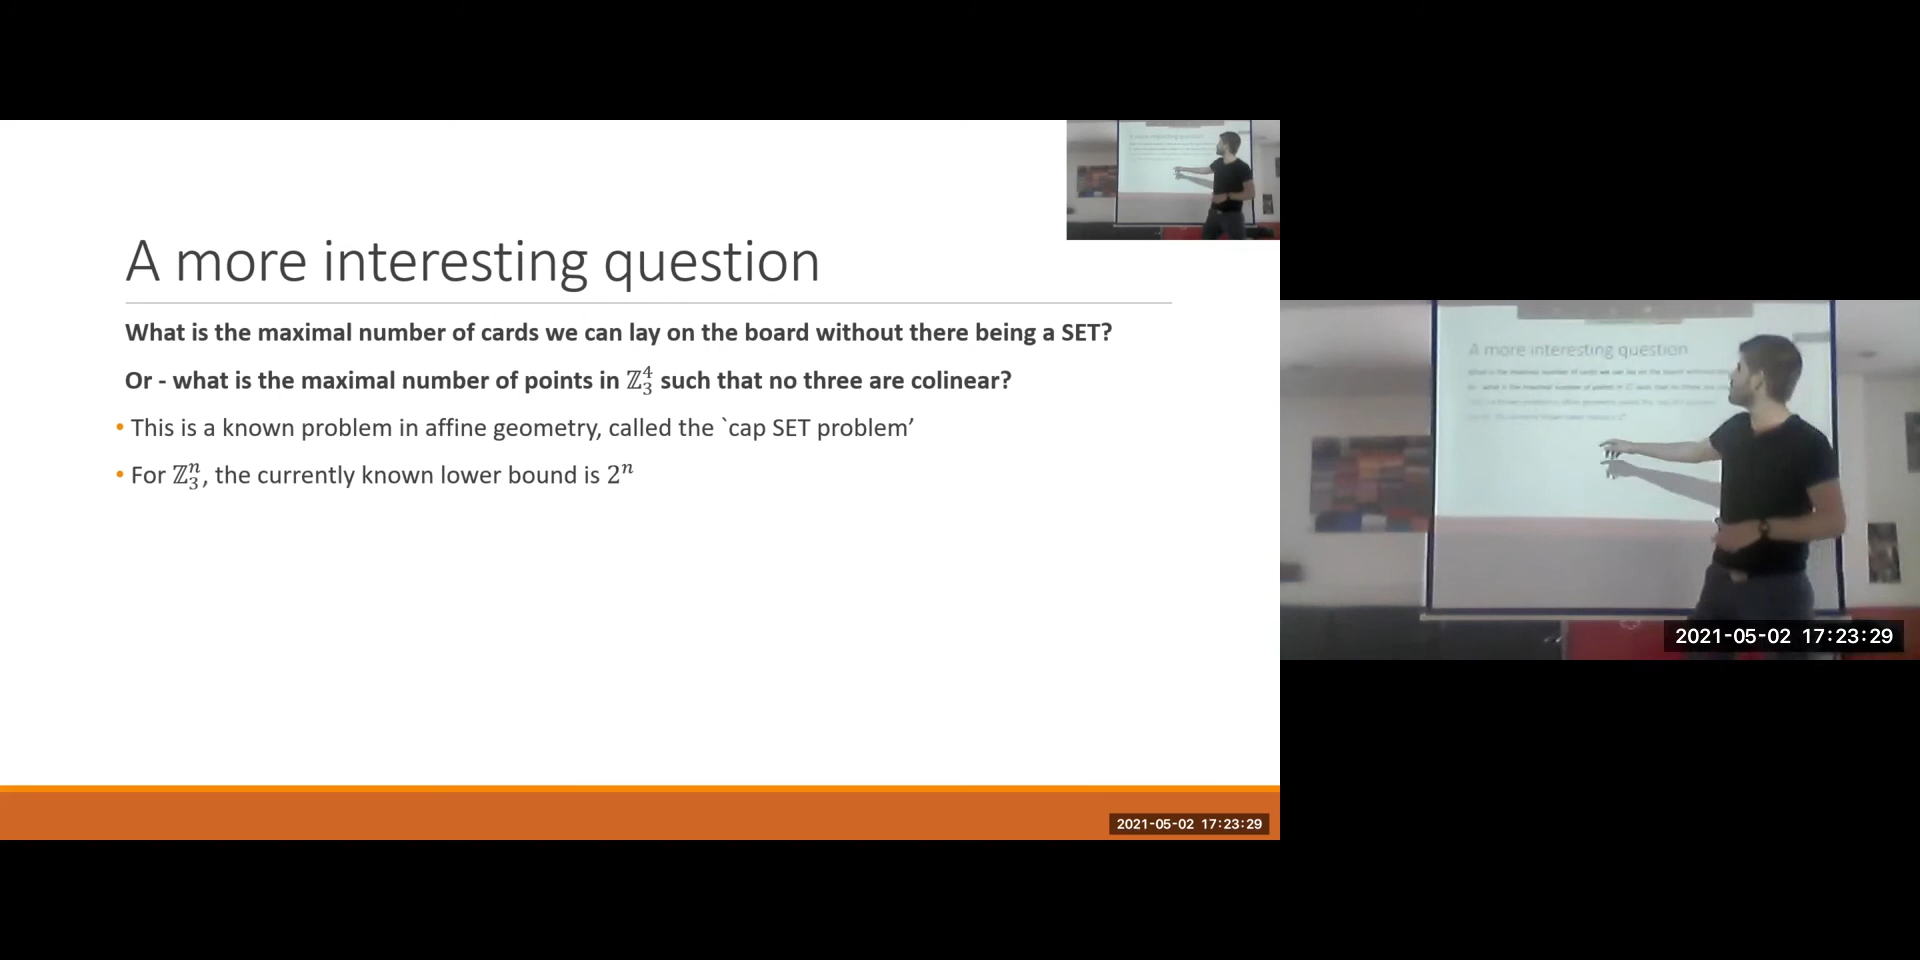 A more interesting question
What is the maximal number of cards we can lay on the board without there being a SET?
Or - what is the maximal number of points in ℤ₃⁴ such that no three are colinear?
• This is a known problem in affine geometry, called the `cap SET problem’
• For ℤ₃ⁿ, the currently known lower bound is 2ⁿ
2021-05-02 17:23:29
A more interesting question
2021-05-02 17:23:29